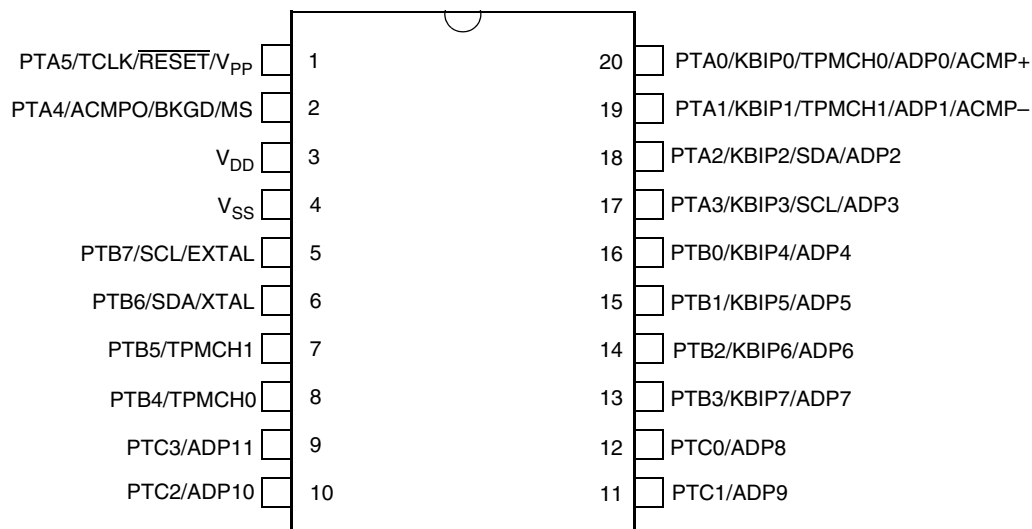 PTA5/TCLK/RESET/VPP 1 20 PTA0/KBIP0/TPMCH0/ADP0/ACMP+
PTA4/ACMPO/BKGD/MS 2 19 PTA1/KBIP1/TPMCH1/ADP1/ACMP–
VDD 3 18 PTA2/KBIP2/SDA/ADP2
VSS 4 17 PTA3/KBIP3/SCL/ADP3
PTB7/SCL/EXTAL 5 16 PTB0/KBIP4/ADP4
PTB6/SDA/XTAL 6 15 PTB1/KBIP5/ADP5
PTB5/TPMCH1 7 14 PTB2/KBIP6/ADP6
PTB4/TPMCH0 8 13 PTB3/KBIP7/ADP7
PTC3/ADP11 9 12 PTC0/ADP8
PTC2/ADP10 10 11 PTC1/ADP9